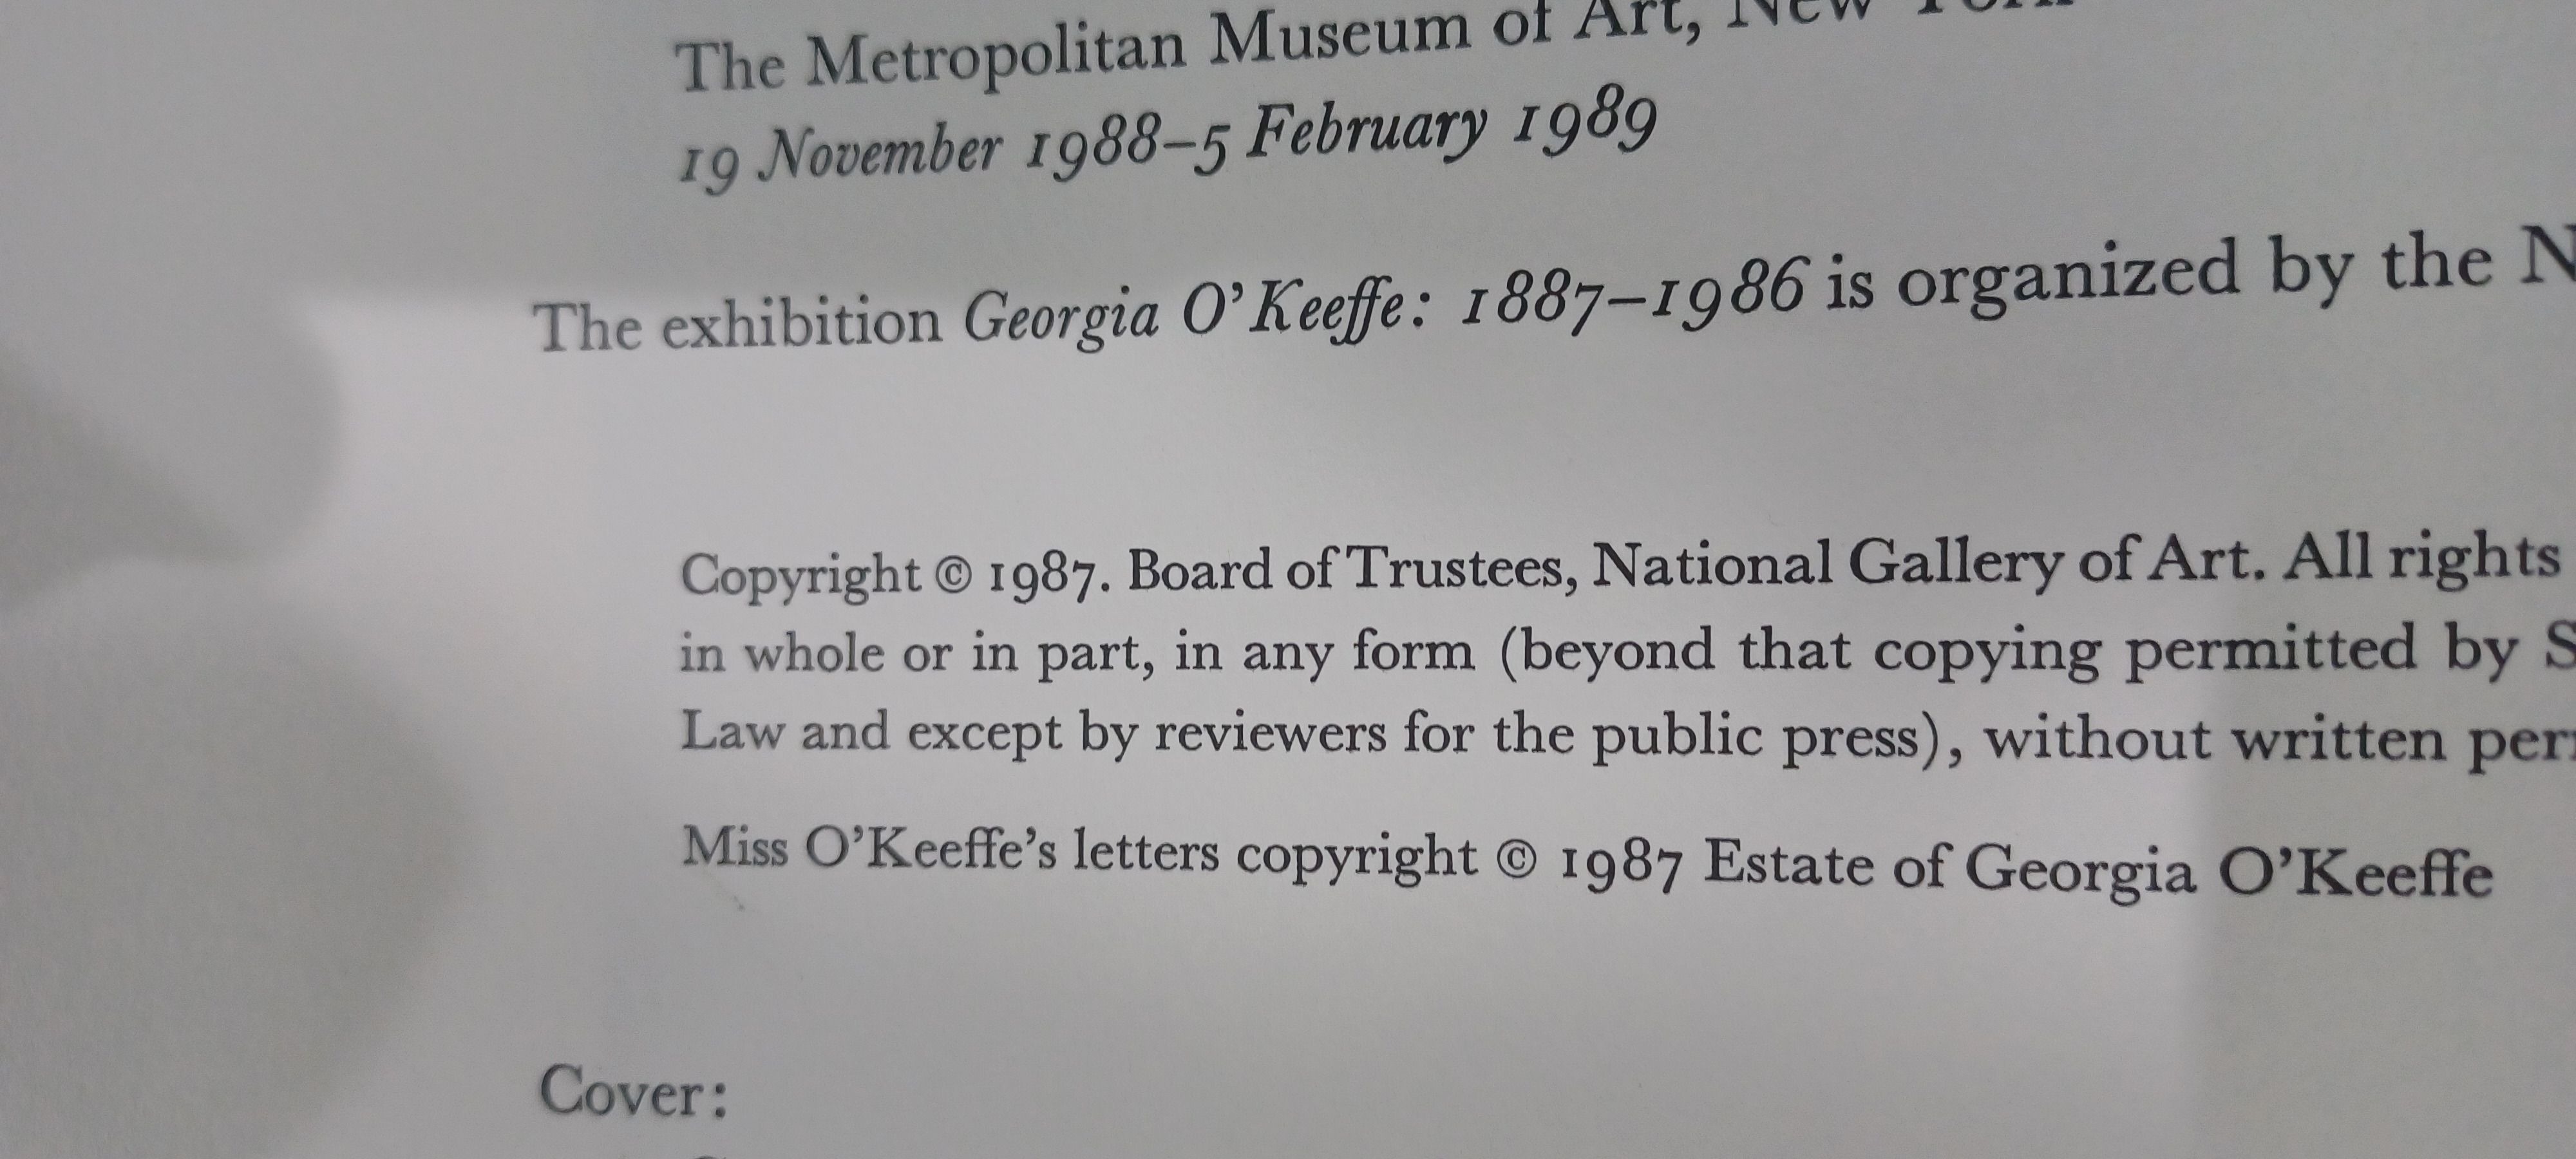 The Metropolitan Museum of Art, New York
19 November 1988–5 February 1989
The exhibition Georgia O'Keeffe: 1887–1986 is organized by the N
Copyright © 1987. Board of Trustees, National Gallery of Art. All rights
in whole or in part, in any form (beyond that copying permitted by S
Law and except by reviewers for the public press), without written per
Miss O'Keeffe's letters copyright © 1987 Estate of Georgia O'Keeffe
Cover: